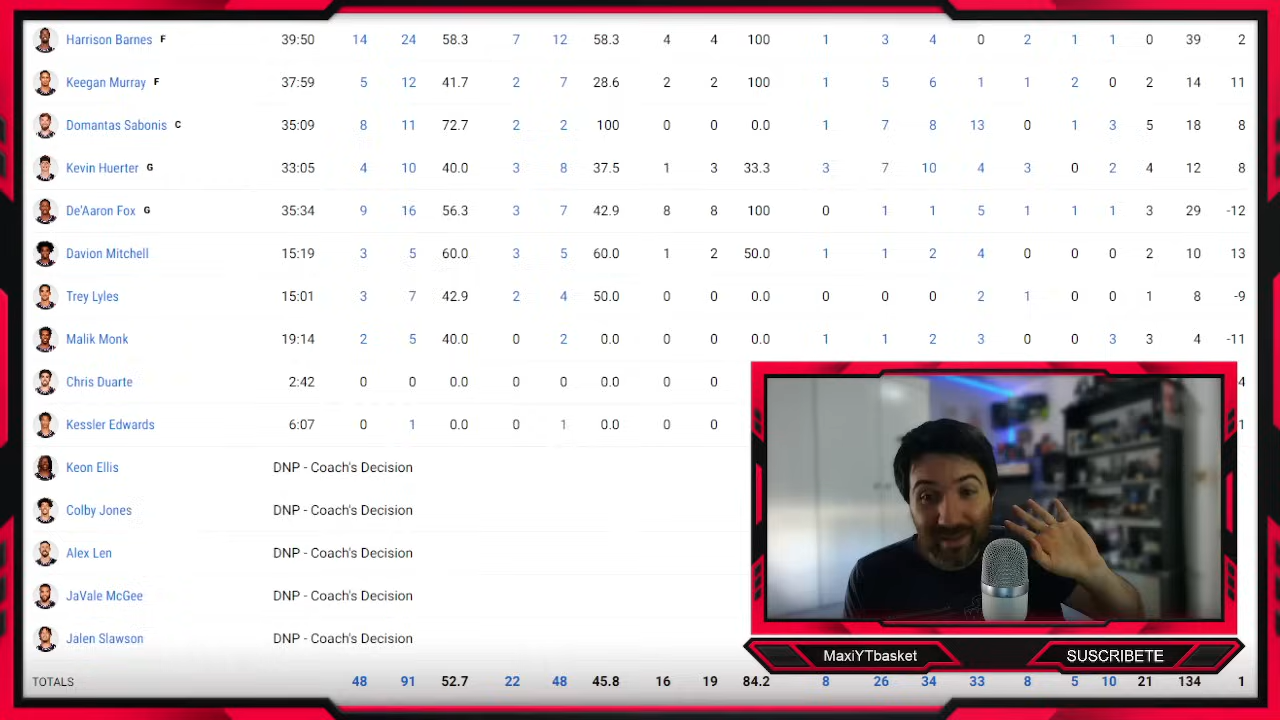 Harrison Barnes F 39:50 14 24 58.3 7 12 58.3 4 4 100 1 3 4 0 2 1 1 0 39 2
Keegan Murray F 37:59 5 12 41.7 2 7 28.6 2 2 100 1 5 6 1 1 2 0 2 14 11
Domantas Sabonis C 35:09 8 11 72.7 2 2 100 0 0 0.0 1 7 8 13 0 1 3 5 18 8
Kevin Huerter G 33:05 4 10 40.0 3 8 37.5 1 3 33.3 3 7 10 4 3 0 2 4 12 8
De'Aaron Fox G 35:34 9 16 56.3 3 7 42.9 8 8 100 0 1 1 5 1 1 1 3 29 -12
Davion Mitchell 15:19 3 5 60.0 3 5 60.0 1 2 50.0 1 1 2 4 0 0 0 2 10 13
Trey Lyles 15:01 3 7 42.9 2 4 50.0 0 0 0.0 0 0 0 2 1 0 0 1 8 -9
Malik Monk 19:14 2 5 40.0 0 2 0.0 0 0 0.0 1 1 2 3 0 0 3 3 4 -11
Chris Duarte 2:42 0 0 0.0 0 0 0.0 0 0 4
Kessler Edwards 6:07 0 1 0.0 0 1 0.0 0 0 1
Keon Ellis DNP - Coach's Decision
Colby Jones DNP - Coach's Decision
Alex Len DNP - Coach's Decision
JaVale McGee DNP - Coach's Decision
Jalen Slawson DNP - Coach's Decision
MaxiYTbasket SUSCRIBETE
TOTALS 48 91 52.7 22 48 45.8 16 19 84.2 8 26 34 33 8 5 10 21 134 1